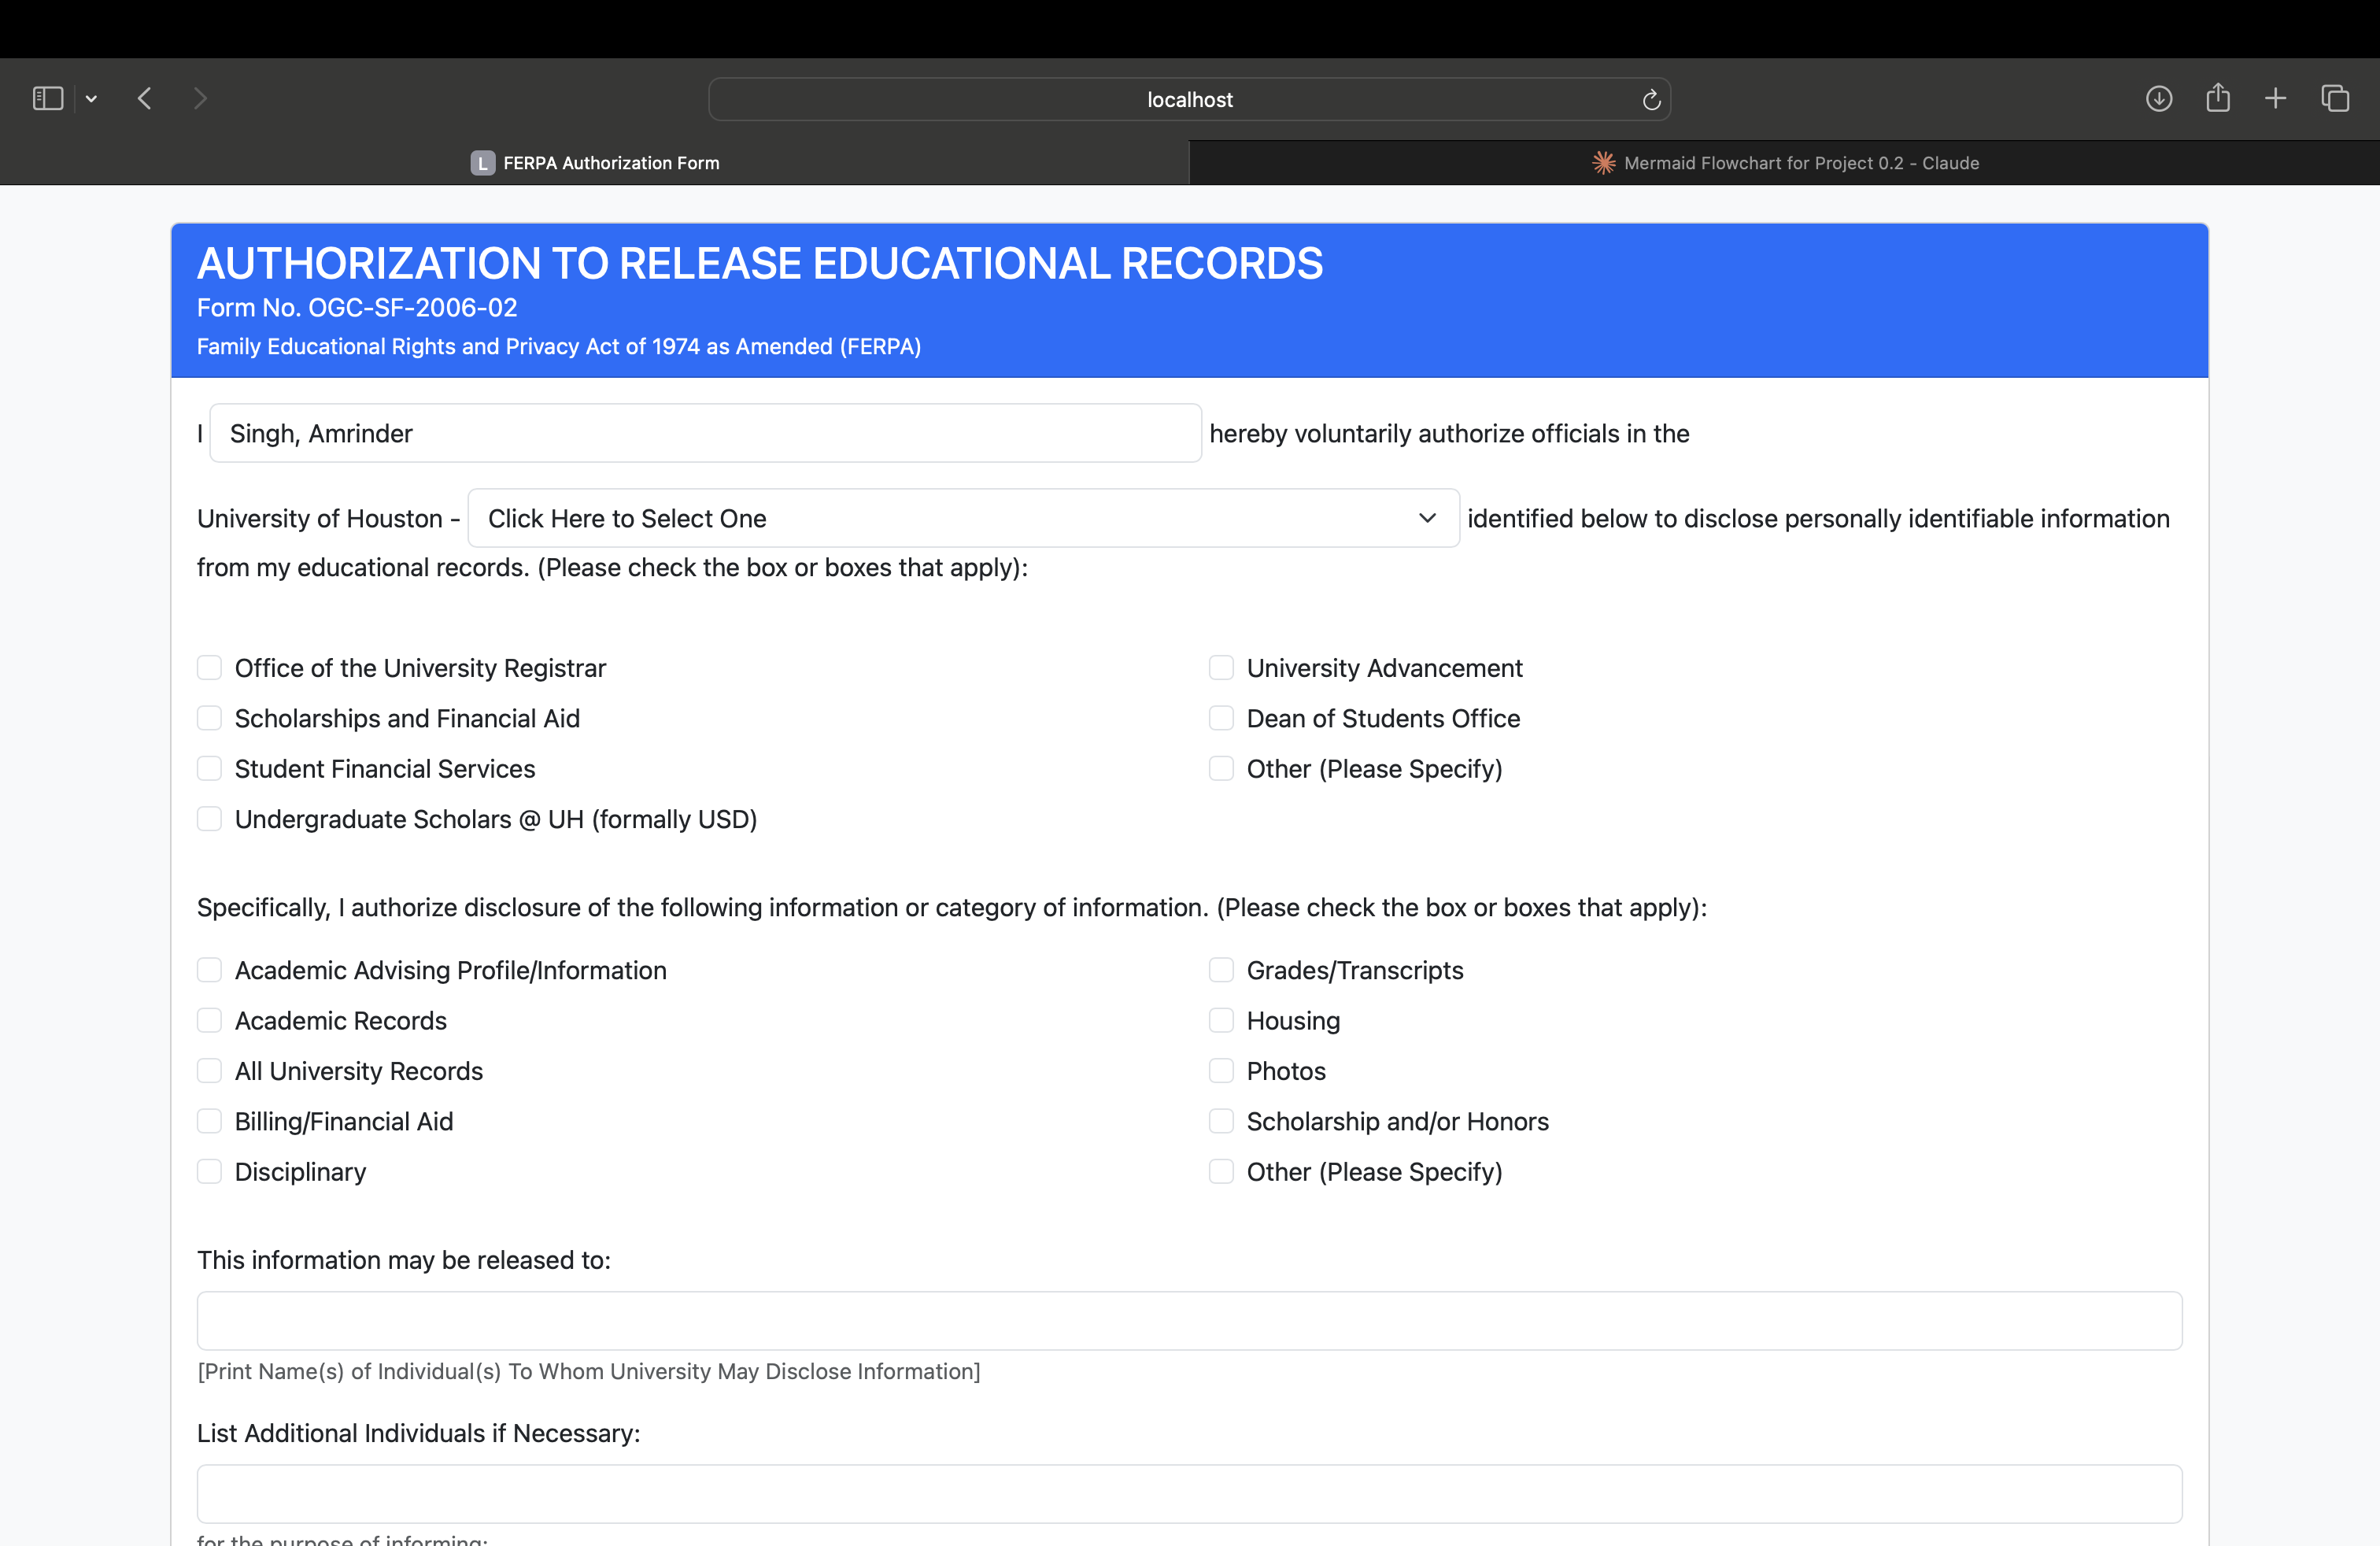 localhost
L FERPA Authorization Form
Mermaid Flowchart for Project 0.2 - Claude
AUTHORIZATION TO RELEASE EDUCATIONAL RECORDS
Form No. OGC-SF-2006-02
Family Educational Rights and Privacy Act of 1974 as Amended (FERPA)
I Singh, Amrinder hereby voluntarily authorize officials in the
University of Houston - Click Here to Select One identified below to disclose personally identifiable information
from my educational records. (Please check the box or boxes that apply):
Office of the University Registrar
Scholarships and Financial Aid
Student Financial Services
Undergraduate Scholars @ UH (formally USD)
University Advancement
Dean of Students Office
Other (Please Specify)
Specifically, I authorize disclosure of the following information or category of information. (Please check the box or boxes that apply):
Academic Advising Profile/Information
Academic Records
All University Records
Billing/Financial Aid
Disciplinary
Grades/Transcripts
Housing
Photos
Scholarship and/or Honors
Other (Please Specify)
This information may be released to:
[Print Name(s) of Individual(s) To Whom University May Disclose Information]
List Additional Individuals if Necessary:
for the purpose of informing: